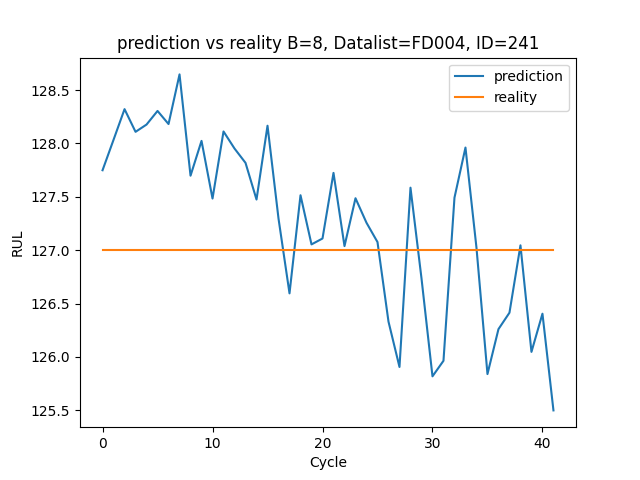 prediction vs reality B=8, Datalist=FD004, ID=241
prediction
reality
128.5
128.0
127.5
127.0
126.5
126.0
125.5
RUL
0 10 20 30 40
Cycle